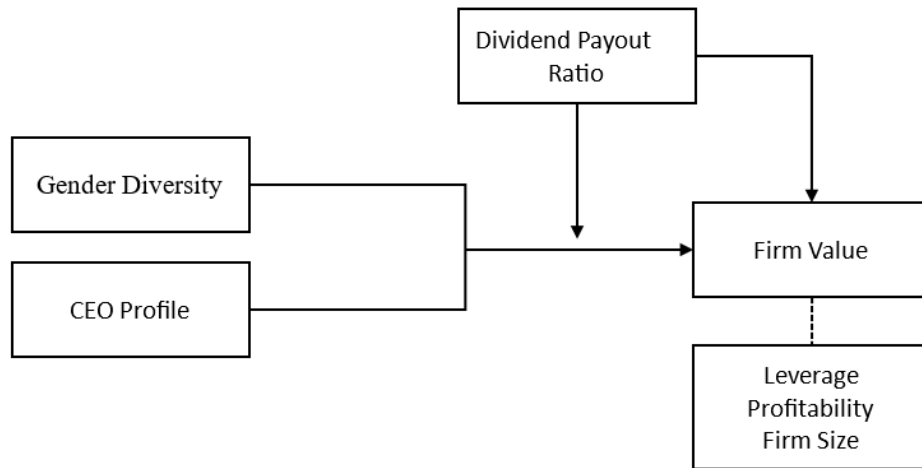 Dividend Payout
Ratio
Gender Diversity
Firm Value
CEO Profile
Leverage
Profitability
Firm Size